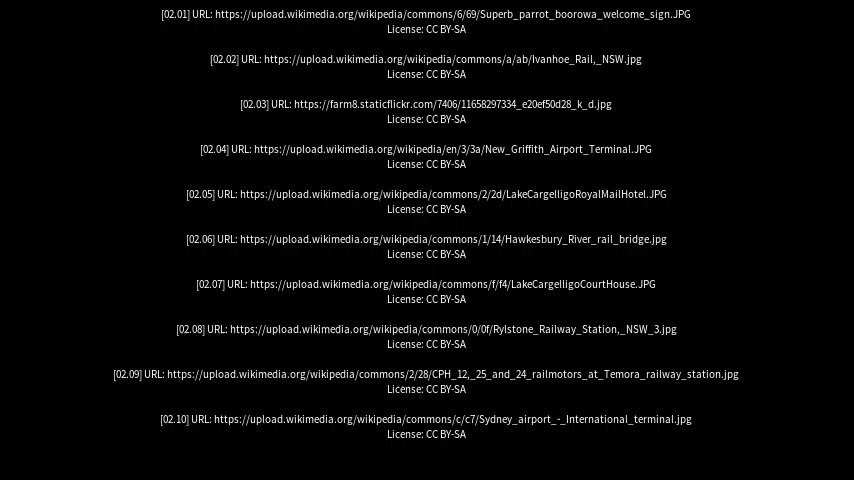 [02.01] URL: https://upload.wikimedia.org/wikipedia/commons/6/69/Superb_parrot_boorowa_welcome_sign.JPG
License: CC BY-SA
[02.02] URL: https://upload.wikimedia.org/wikipedia/commons/a/ab/Ivanhoe_Rail,_NSW.jpg
License: CC BY-SA
[02.03] URL: https://farm8.staticflickr.com/7406/11658297334_e20ef50d28_k_d.jpg
License: CC BY-SA
[02.04] URL: https://upload.wikimedia.org/wikipedia/en/3/3a/New_Griffith_Airport_Terminal.JPG
License: CC BY-SA
[02.05] URL: https://upload.wikimedia.org/wikipedia/commons/2/2d/LakeCargelligoRoyalMailHotel.JPG
License: CC BY-SA
[02.06] URL: https://upload.wikimedia.org/wikipedia/commons/1/14/Hawkesbury_River_rail_bridge.jpg
License: CC BY-SA
[02.07] URL: https://upload.wikimedia.org/wikipedia/commons/f/f4/LakeCargelligoCourtHouse.JPG
License: CC BY-SA
[02.08] URL: https://upload.wikimedia.org/wikipedia/commons/0/0f/Rylstone_Railway_Station,_NSW_3.jpg
License: CC BY-SA
[02.09] URL: https://upload.wikimedia.org/wikipedia/commons/2/28/CPH_12,_25_and_24_railmotors_at_Temora_railway_station.jpg
License: CC BY-SA
[02.10] URL: https://upload.wikimedia.org/wikipedia/commons/c/c7/Sydney_airport_-_International_terminal.jpg
License: CC BY-SA